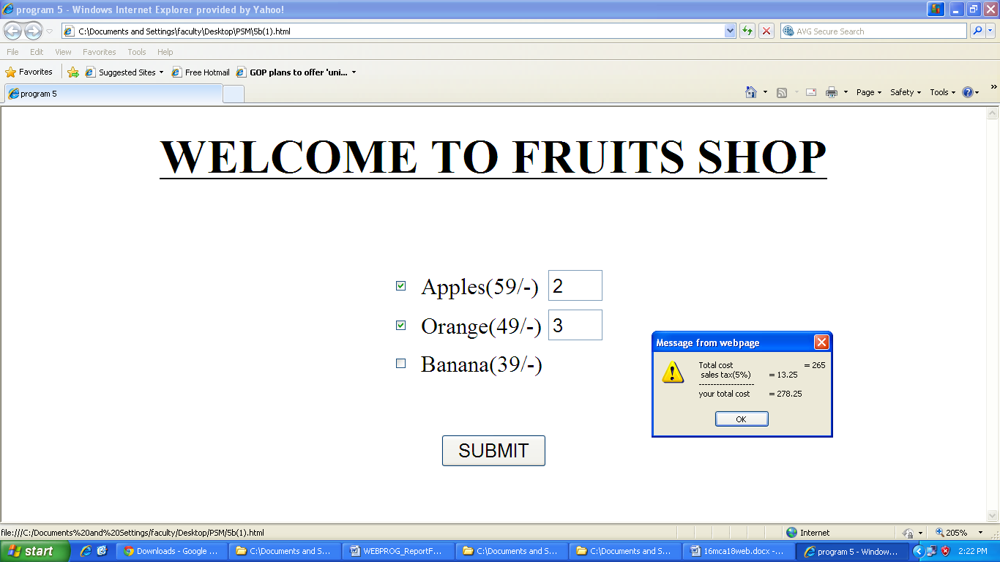 program 5 - Windows Internet Explorer provided by Yahoo!
C:\Documents and Settings\faculty\Desktop\PSM\5b(1).html
AVG Secure Search
File Edit View Favorites Tools Help
Favorites Suggested Sites Free Hotmail GOP plans to offer 'uni...
program 5
Page Safety Tools
WELCOME TO FRUITS SHOP
Apples(59/-) 2
Orange(49/-) 3
Banana(39/-)
SUBMIT
Message from webpage
Total cost = 265
sales tax(5%) = 13.25
-------------------
your total cost = 278.25
OK
file:///C:/Documents%20and%20Settings/faculty/Desktop/PSM/5b(1).html Internet 205%
start Downloads - Google ... C:\Documents and S... WEBPROG_ReportF... C:\Documents and S... C:\Documents and S... 16mca18web.docx -... program 5 - Window... 2:22 PM